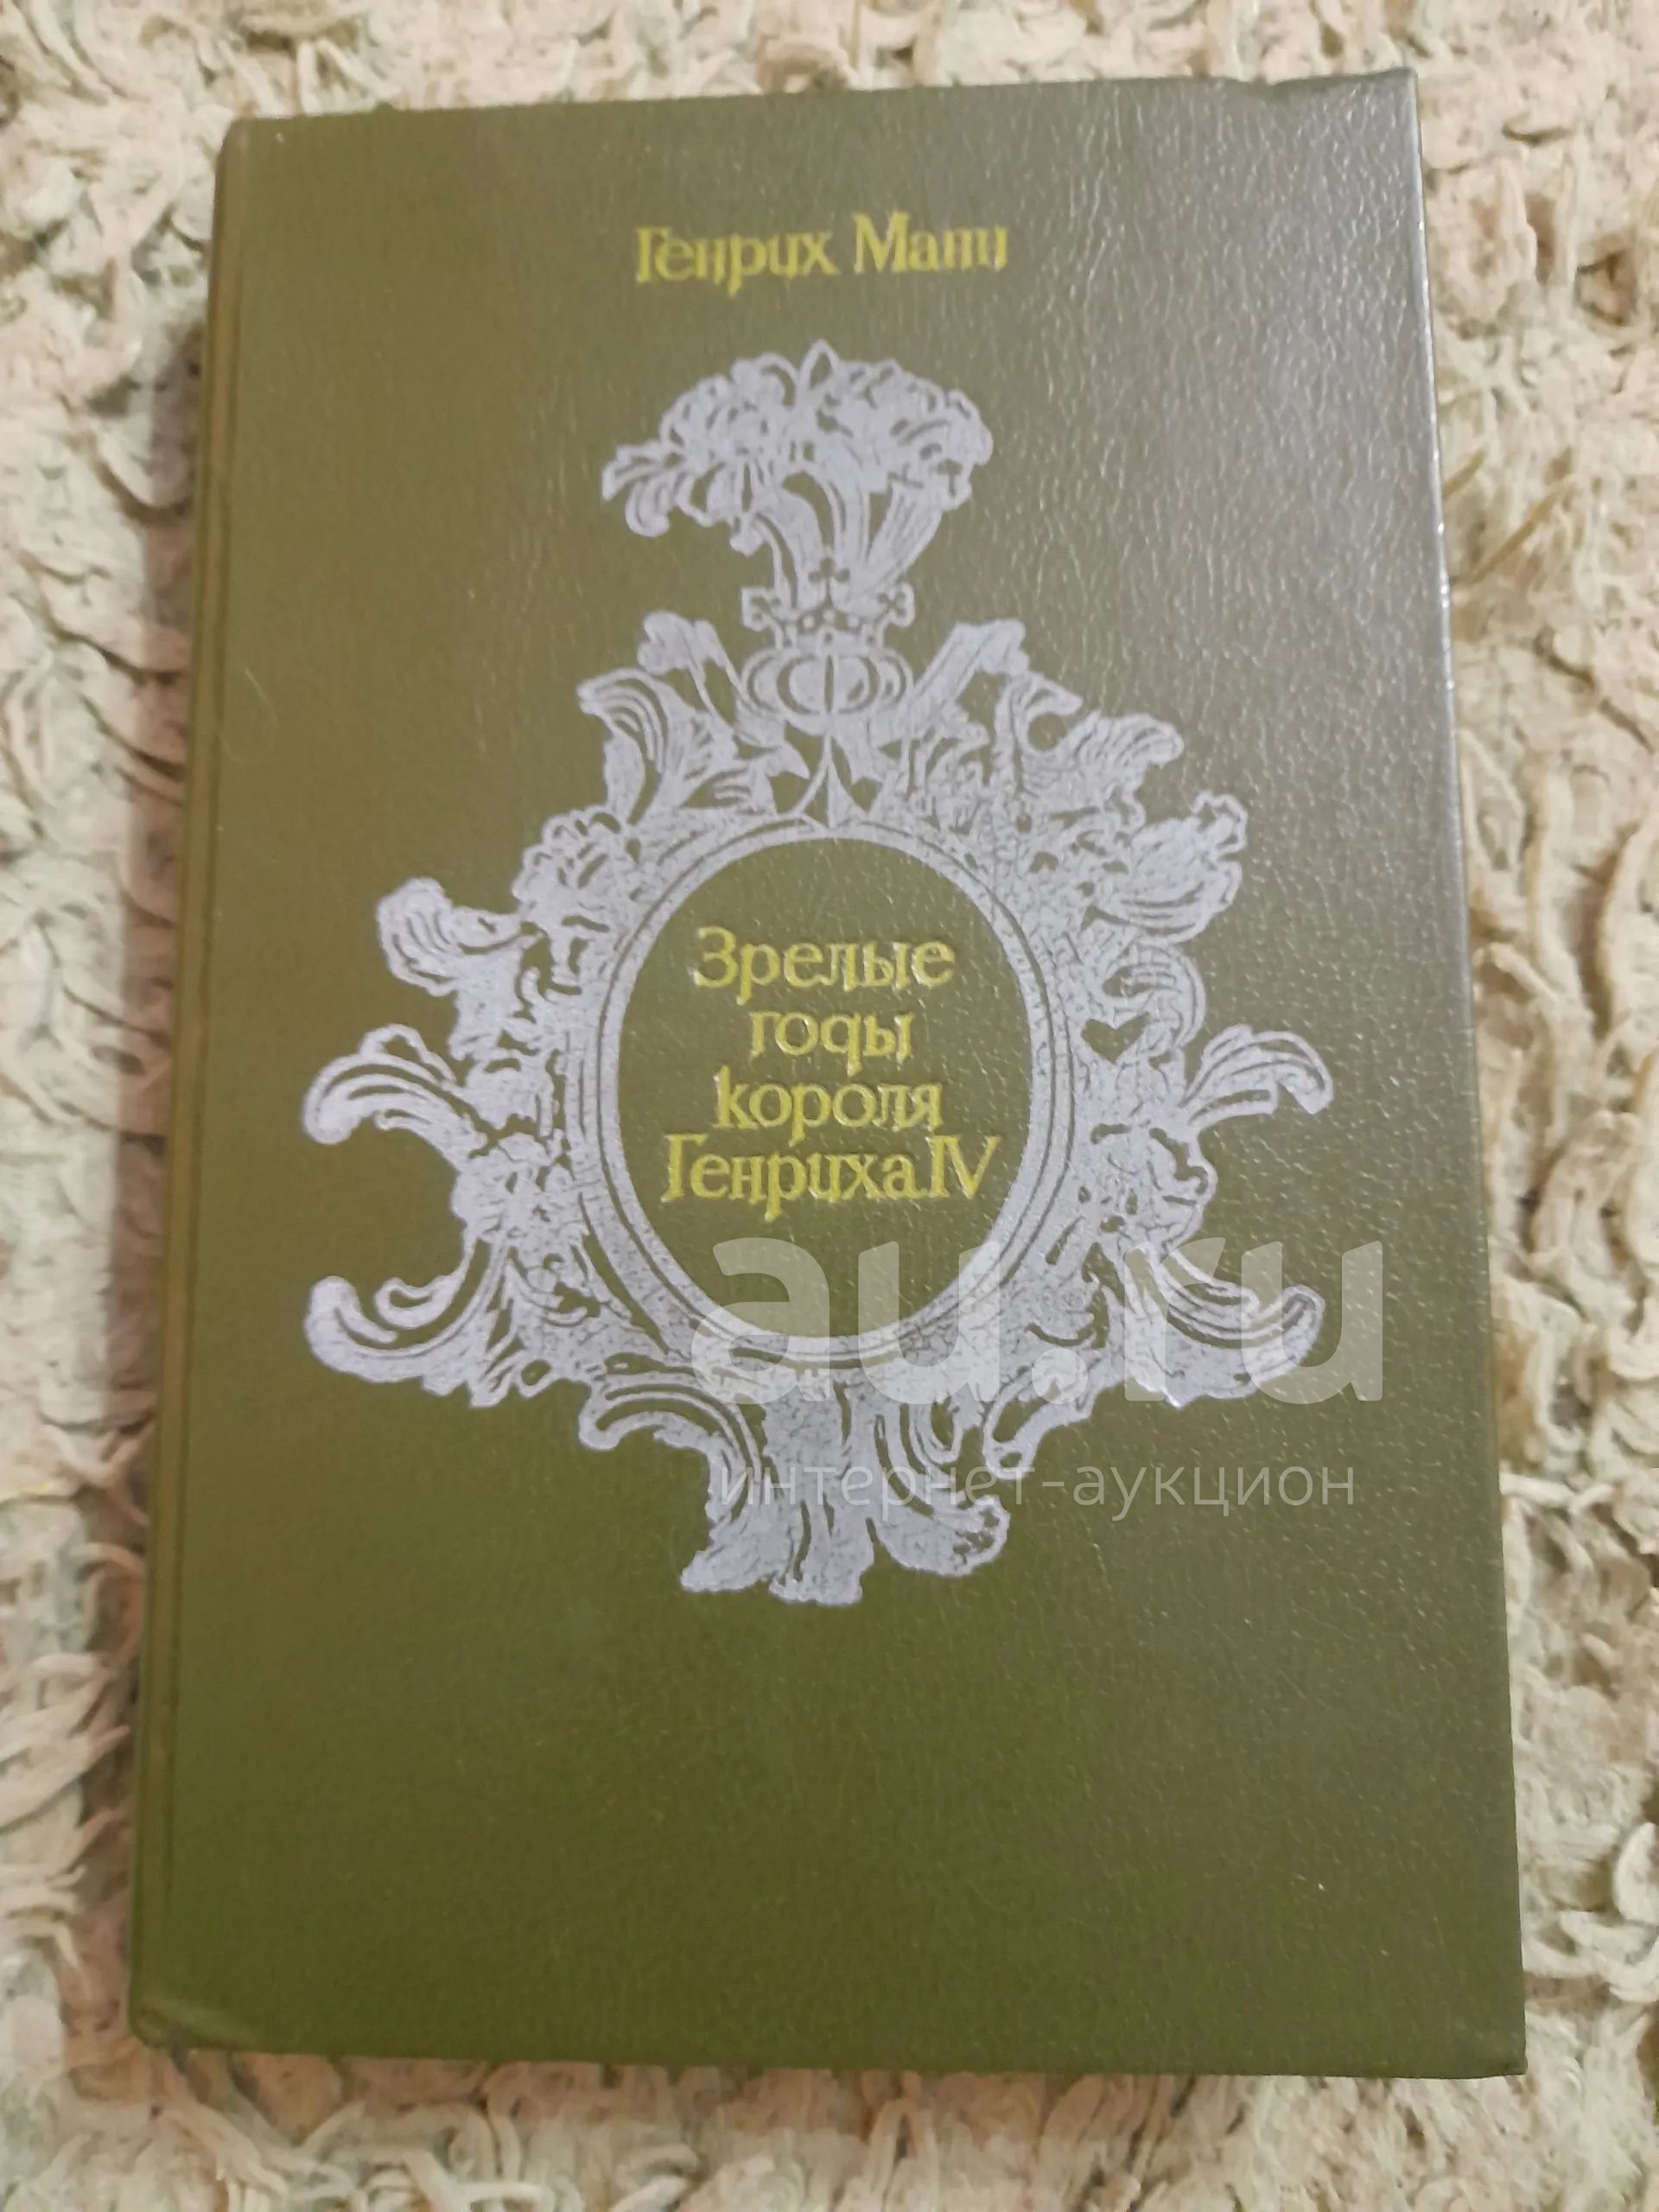 Генрих Манн
Зрелые
годы
короля
Генриха IV
au.ru
интернет-аукцион